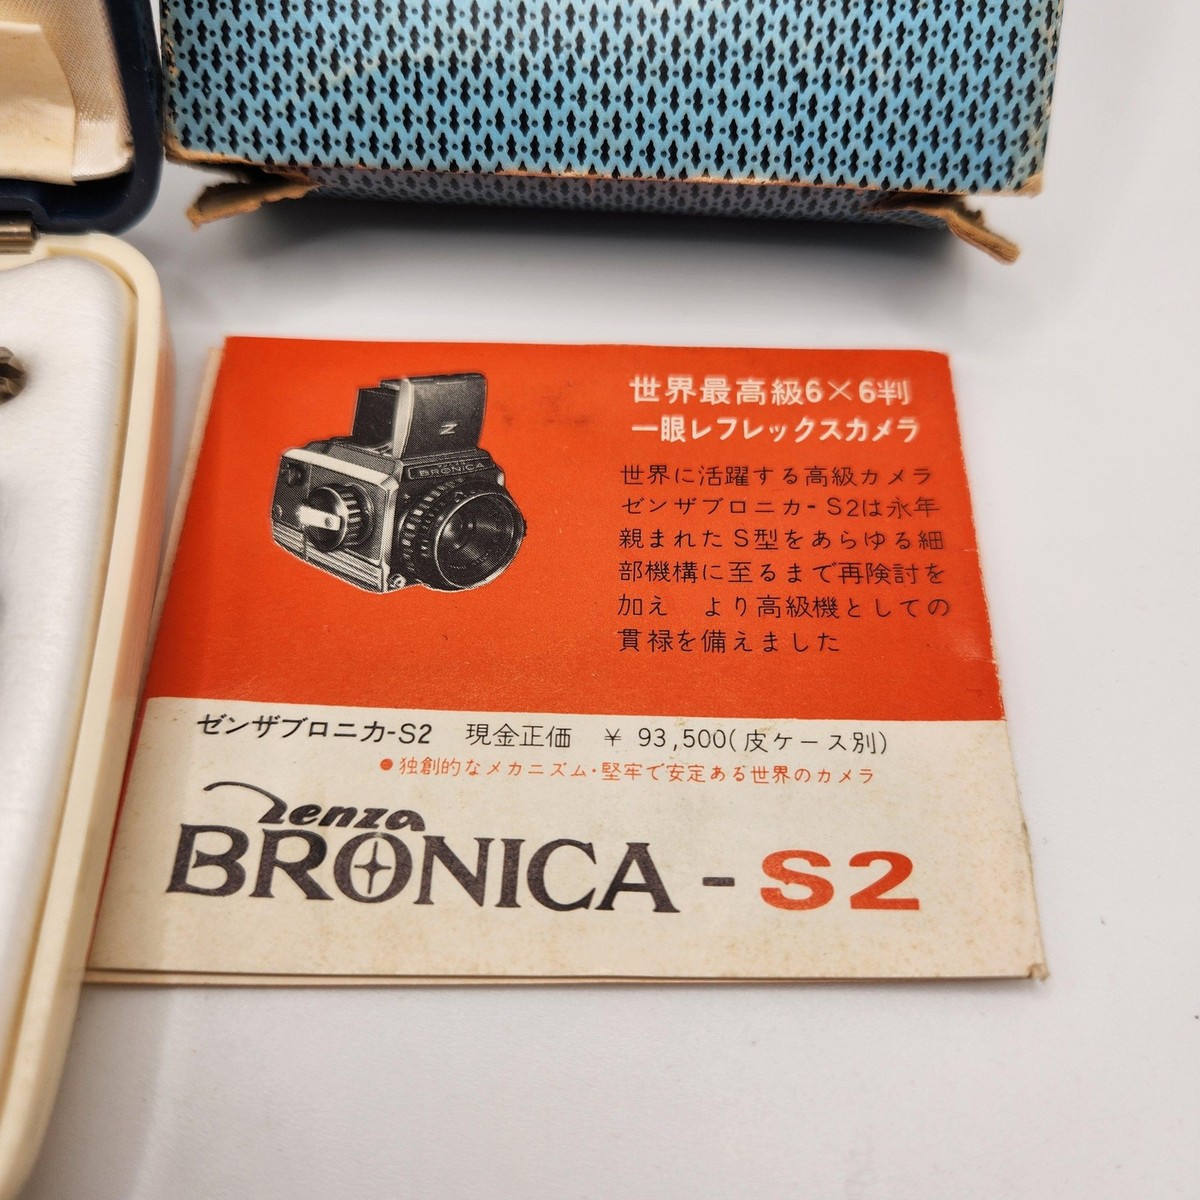 世界最高級6×6判
一眼レフレックスカメラ
世界に活躍する高級カメラ
ゼンザブロニカ-S2は永年
親まれたS型をあらゆる細
部機構に至るまで再険討を
加え より高級機としての
貫禄を備えました
Z
BRONICA
ゼンザブロニカ-S2 現金正価 ¥ 93,500(皮ケース別)
●独創的なメカニズム・堅牢で安定ある世界のカメラ
Zenza
BRONICA - S2